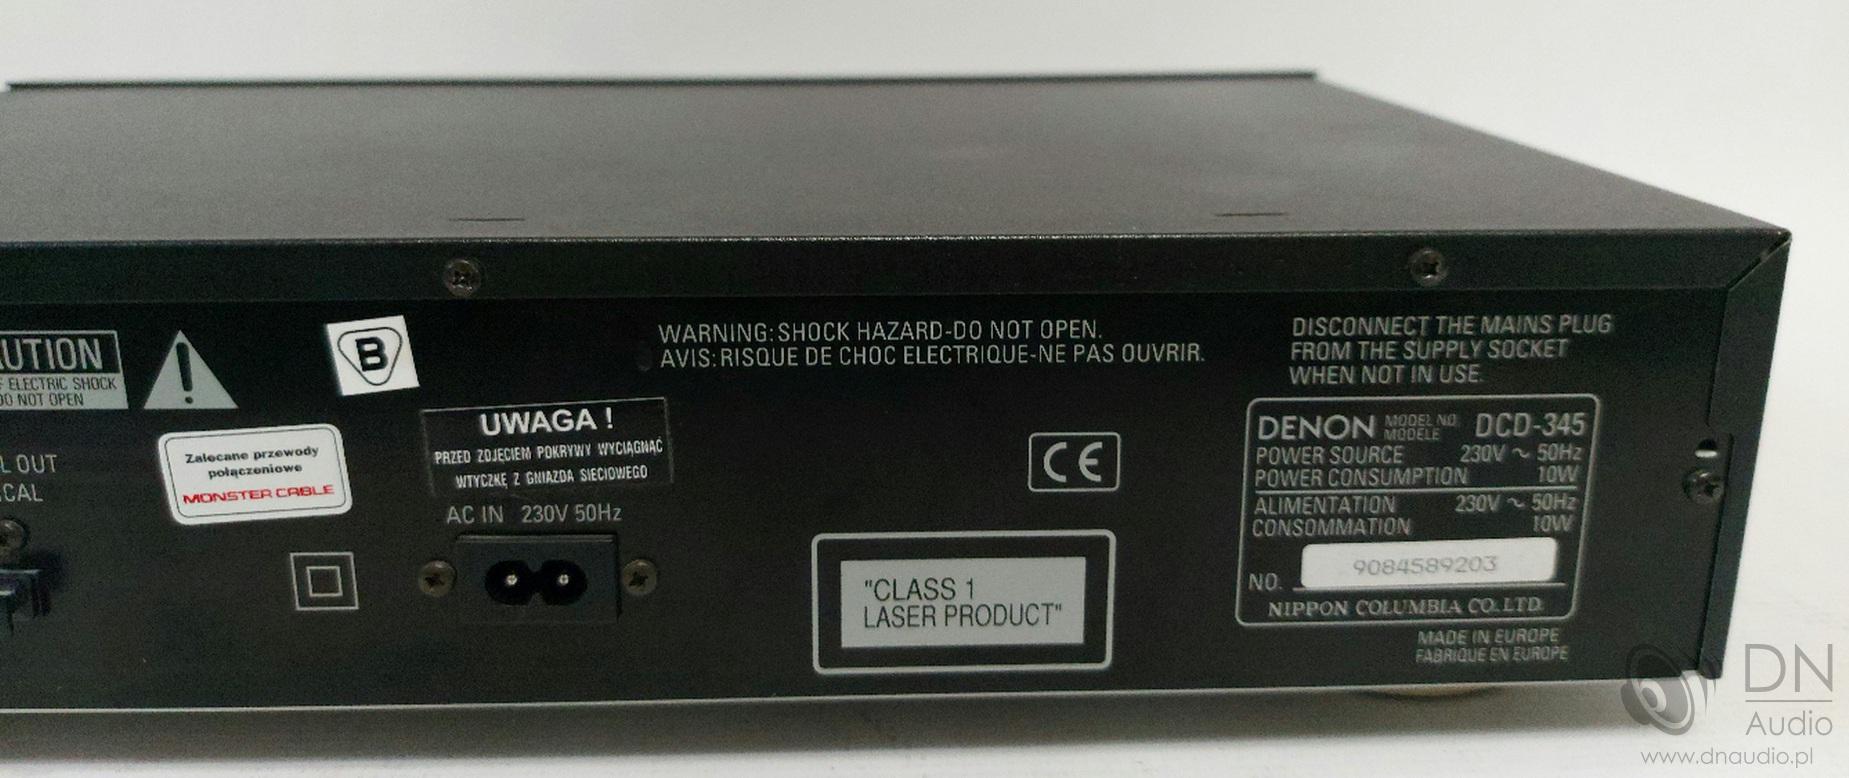 AUTION
F ELECTRIC SHOCK
DO NOT OPEN
B
WARNING: SHOCK HAZARD-DO NOT OPEN.
AVIS: RISQUE DE CHOC ELECTRIQUE-NE PAS OUVRIR.
DISCONNECT THE MAINS PLUG
FROM THE SUPPLY SOCKET
WHEN NOT IN USE.
L OUT
CAL
Zalecane przewody
połączeniowe
MONSTER CABLE
UWAGA !
PRZED ZDJĘCIEM POKRYWY WYCIĄGNĄĆ
WTYCZKĘ Z GNIAZDA SIECIOWEGO
AC IN 230V 50Hz
CE
"CLASS 1
LASER PRODUCT"
DENON MODEL NO. MODELE DCD-345
POWER SOURCE 230V ~ 50Hz
POWER CONSUMPTION 10W
ALIMENTATION 230V ~ 50Hz
CONSOMMATION 10W
NO. 9084589203
NIPPON COLUMBIA CO. LTD.
MADE IN EUROPE
FABRIQUE EN EUROPE
DN
Audio
www.dnaudio.pl